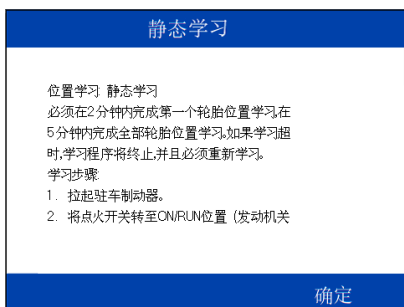 静态学习
位置学习 静态学习
必须在2分钟内完成第一个轮胎位置学习,在
5分钟内完成全部轮胎位置学习,如果学习超
时,学习程序将终止,并且必须重新学习。
学习步骤:
1. 拉起驻车制动器。
2. 将点火开关转至ON/RUN位置 (发动机关
确定